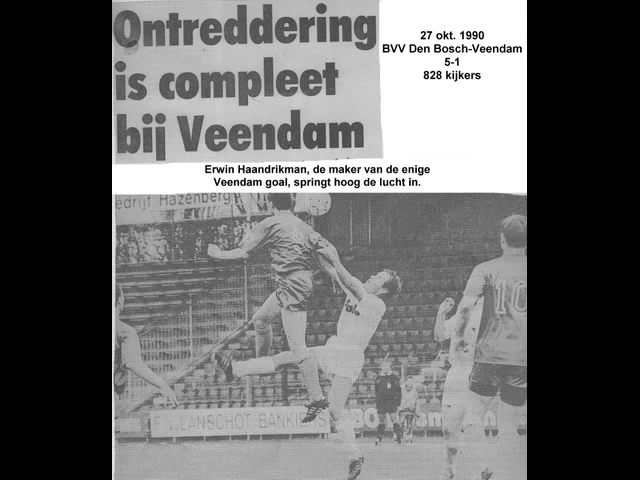 Ontreddering
is compleet
bij Veendam
27 okt. 1990
BVV Den Bosch-Veendam
5-1
828 kijkers
Erwin Haandrikman, de maker van de enige
Veendam goal, springt hoog de lucht in.
edrijf Hazenberg
10
LANSCHOT BANKIERS